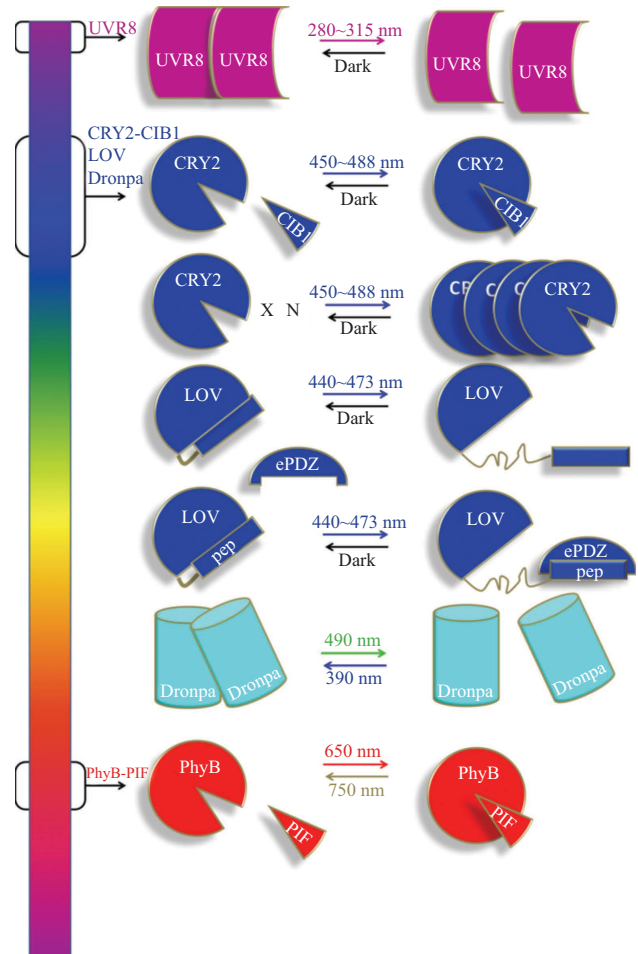 UVR8
UVR8 UVR8
280~315 nm
Dark
UVR8
UVR8
CRY2-CIB1
LOV
Dronpa
CRY2
CIB1
450~488 nm
Dark
CRY2
CIB1
CRY2
X N
450~488 nm
Dark
CRY2
LOV
440~473 nm
Dark
LOV
ePDZ
LOV
pep
440~473 nm
Dark
LOV
ePDZ
pep
Dronpa
Dronpa
490 nm
390 nm
Dronpa
Dronpa
PhyB-PIF
PhyB
PIF
650 nm
750 nm
PhyB
PIF